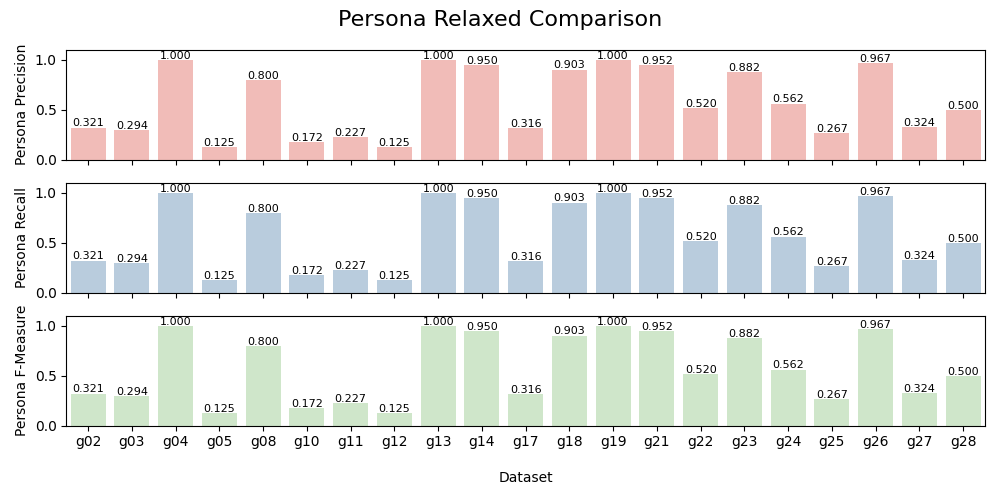 Persona Relaxed Comparison
Persona Precision
1.0
0.5
0.0
0.321 0.294 1.000 0.125 0.800 0.172 0.227 0.125 1.000 0.950 0.316 0.903 1.000 0.952 0.520 0.882 0.562 0.267 0.967 0.324 0.500
Persona Recall
1.0
0.5
0.0
0.321 0.294 1.000 0.125 0.800 0.172 0.227 0.125 1.000 0.950 0.316 0.903 1.000 0.952 0.520 0.882 0.562 0.267 0.967 0.324 0.500
Persona F-Measure
1.0
0.5
0.0
0.321 0.294 1.000 0.125 0.800 0.172 0.227 0.125 1.000 0.950 0.316 0.903 1.000 0.952 0.520 0.882 0.562 0.267 0.967 0.324 0.500
g02 g03 g04 g05 g08 g10 g11 g12 g13 g14 g17 g18 g19 g21 g22 g23 g24 g25 g26 g27 g28
Dataset